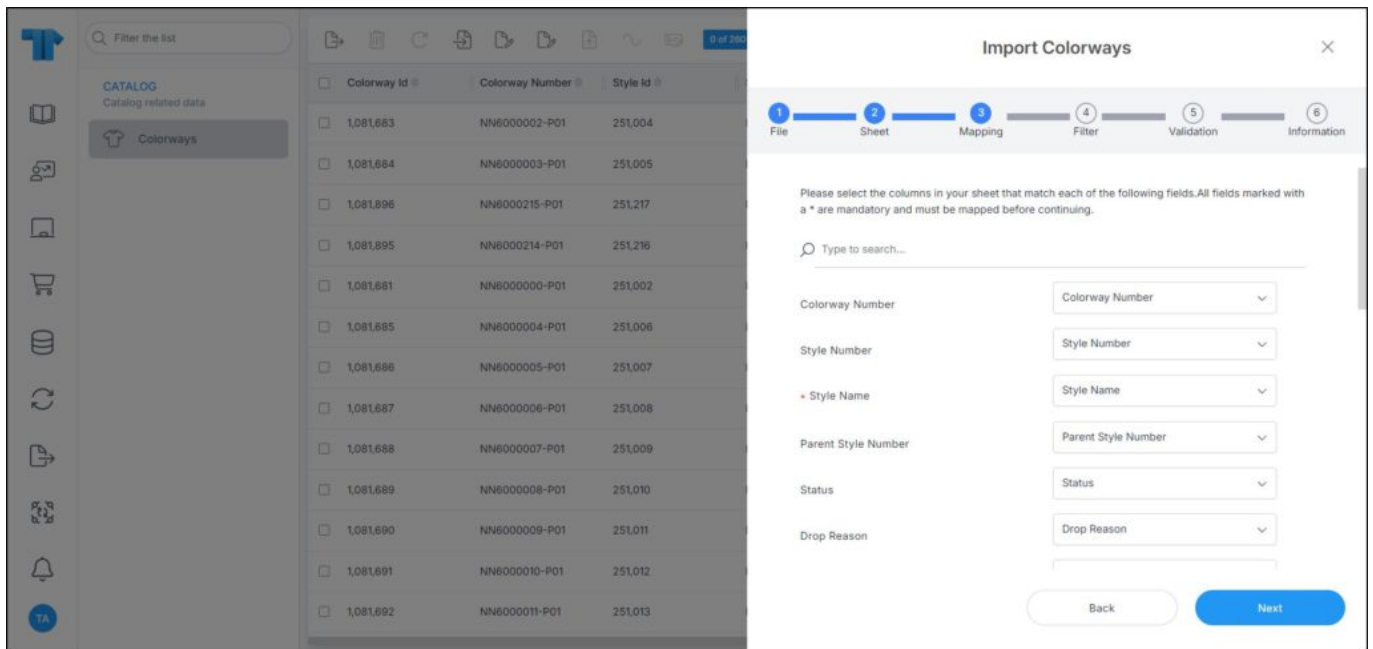 Filter the list
CATALOG
Catalog related data
Colorways
0 of 260
Colorway Id
Colorway Number
Style Id
1,081,683 NN6000002-P01 251,004
1,081,684 NN6000003-P01 251,005
1,081,896 NN6000215-P01 251,217
1,081,895 NN6000214-P01 251,216
1,081,681 NN6000000-P01 251,002
1,081,685 NN6000004-P01 251,006
1,081,686 NN6000005-P01 251,007
1,081,687 NN6000006-P01 251,008
1,081,688 NN6000007-P01 251,009
1,081,689 NN6000008-P01 251,010
1,081,690 NN6000009-P01 251,011
1,081,691 NN6000010-P01 251,012
1,081,692 NN6000011-P01 251,013
TA
Import Colorways
1 2 3 4 5 6
File Sheet Mapping Filter Validation Information
Please select the columns in your sheet that match each of the following fields.All fields marked with
a * are mandatory and must be mapped before continuing.
Type to search...
Colorway Number Colorway Number
Style Number Style Number
* Style Name Style Name
Parent Style Number Parent Style Number
Status Status
Drop Reason Drop Reason
Back Next